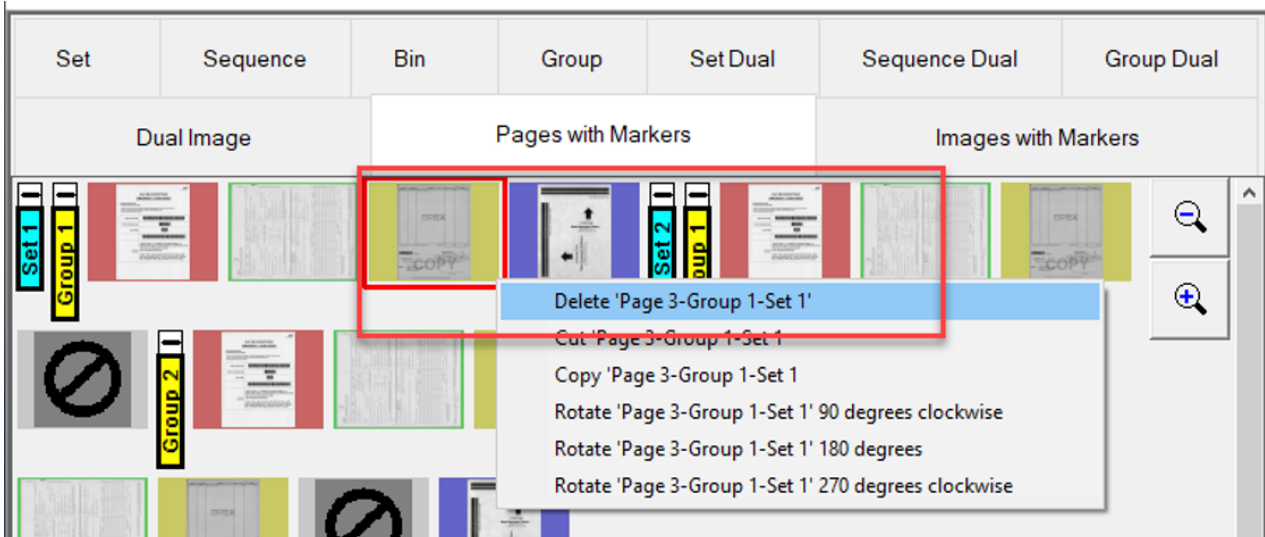 Set Sequence Bin Group Set Dual Sequence Dual Group Dual
Dual Image Pages with Markers Images with Markers
Set 1
Group 1
OPEX
COPY
Set 2
oup 1
OPEX
Delete 'Page 3-Group 1-Set 1'
Cut 'Page 3-Group 1-Set 1
Copy 'Page 3-Group 1-Set 1
Rotate 'Page 3-Group 1-Set 1' 90 degrees clockwise
Rotate 'Page 3-Group 1-Set 1' 180 degrees
Rotate 'Page 3-Group 1-Set 1' 270 degrees clockwise
Group 2
OPEX